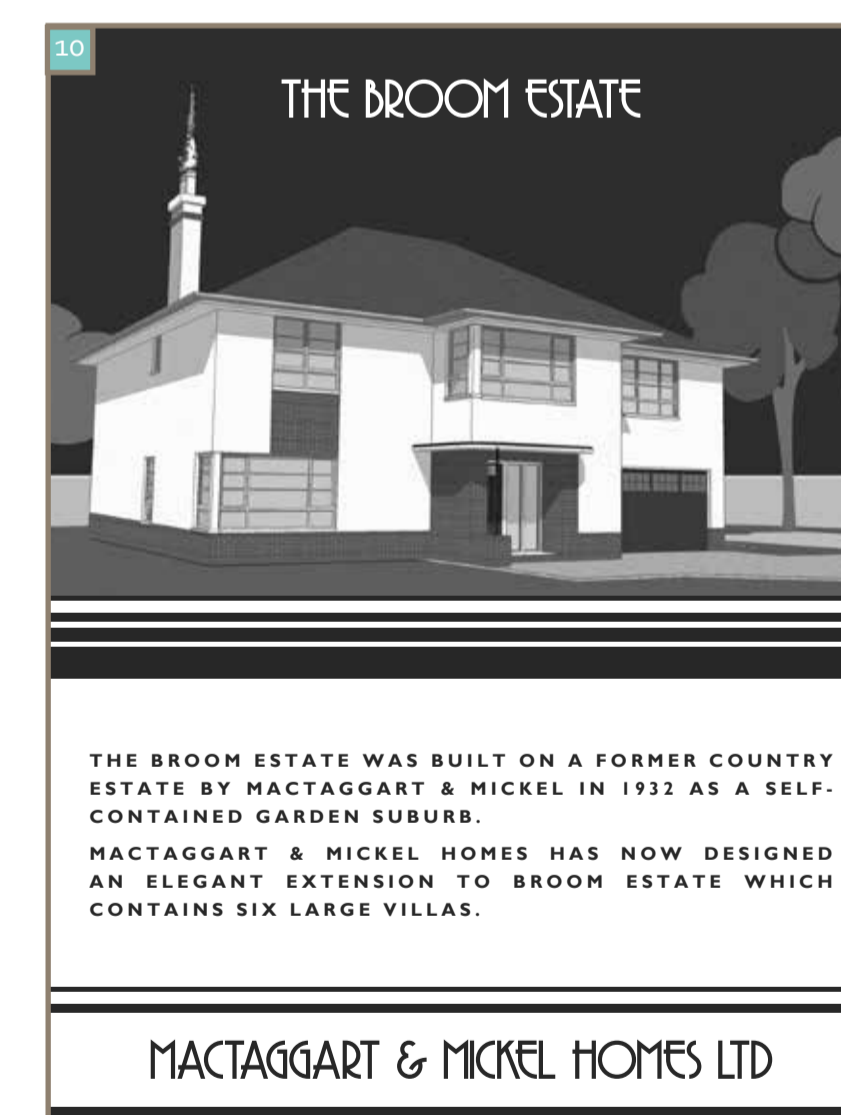 10
THE BROOM ESTATE
THE BROOM ESTATE WAS BUILT ON A FORMER COUNTRY
ESTATE BY MACTAGGART & MICKEL IN 1932 AS A SELF-
CONTAINED GARDEN SUBURB.
MACTAGGART & MICKEL HOMES HAS NOW DESIGNED
AN ELEGANT EXTENSION TO BROOM ESTATE WHICH
CONTAINS SIX LARGE VILLAS.
MACTAGGART & MICKEL HOMES LTD